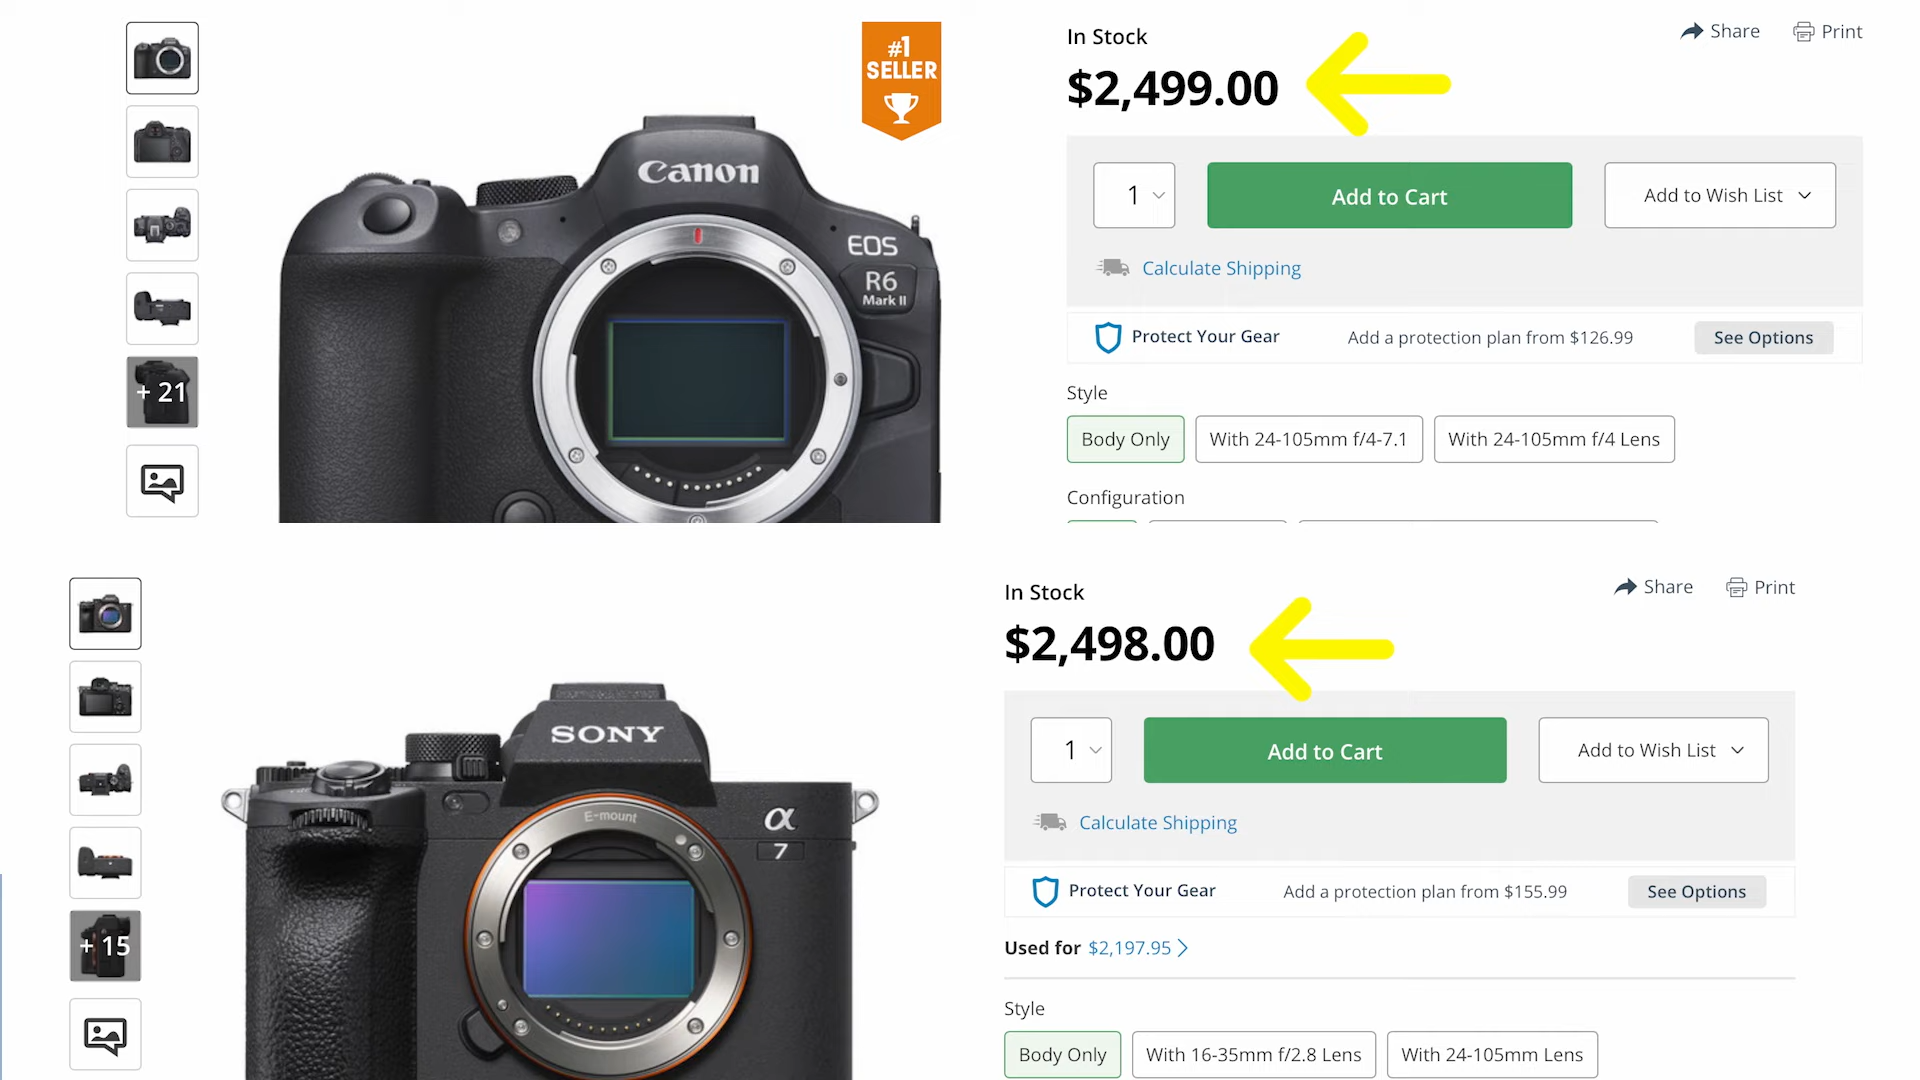 #1
SELLER
Canon
EOS
R6
Mark II
+ 21
In Stock
Share
Print
$2,499.00
1
Add to Cart
Add to Wish List
Calculate Shipping
Protect Your Gear
Add a protection plan from $126.99
See Options
Style
Body Only
With 24-105mm f/4-7.1
With 24-105mm f/4 Lens
Configuration
SONY
E-mount
α
7
+ 15
In Stock
Share
Print
$2,498.00
1
Add to Cart
Add to Wish List
Calculate Shipping
Protect Your Gear
Add a protection plan from $155.99
See Options
Used for $2,197.95
Style
Body Only
With 16-35mm f/2.8 Lens
With 24-105mm Lens